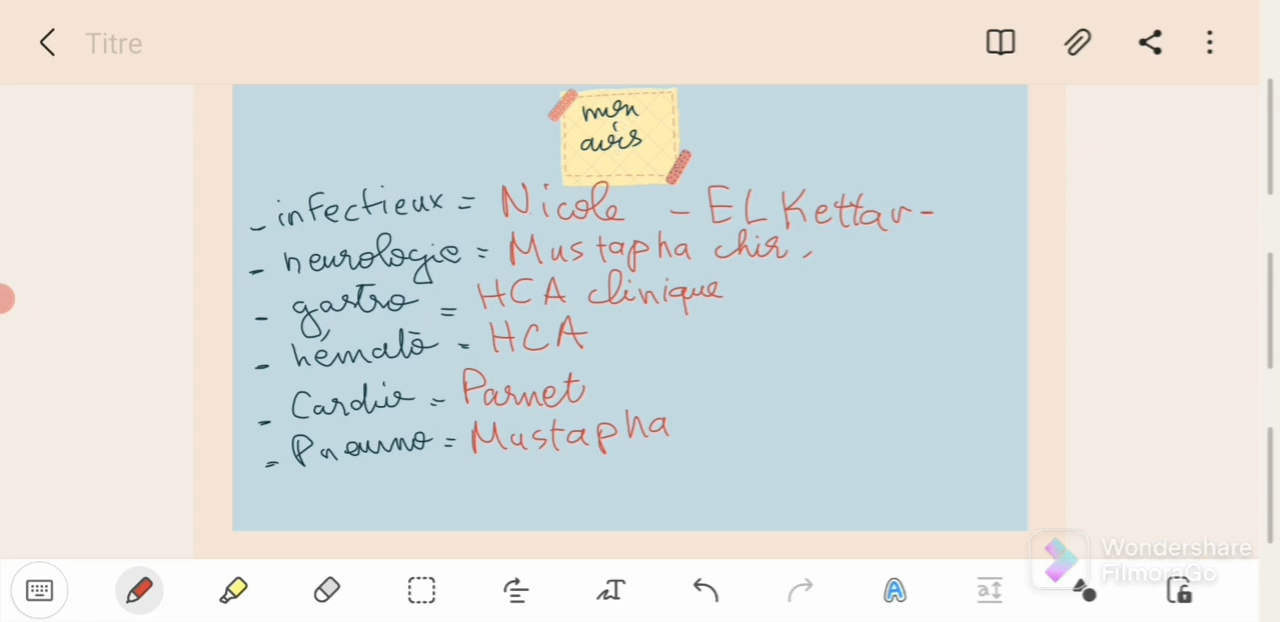 Titre
mon
avis
- infectieux = Nicole - EL Kettar -
- neurologie = Mustapha chir.
- gastro = HCA clinique
- hémato = HCA
- Cardio = Parnet
- Pneumo = Mustapha
Wondershare
FilmoraGo